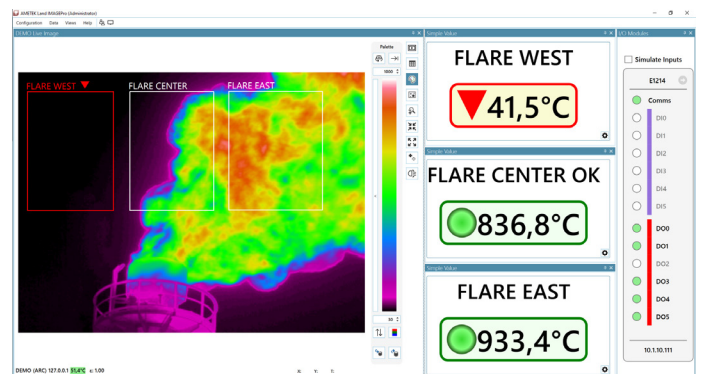 AMETEK Land IMAGEPro (Administrator)
Configuration Data Views Help
DEMO Live Image
FLARE WEST
FLARE CENTER
FLARE EAST
Palette
1000
50
DEMO (ARC) 127.0.0.1 51,4°C ε: 1.00
X: Y: T:
Simple Value
FLARE WEST
41,5°C
Simple Value
FLARE CENTER OK
836,8°C
Simple Value
FLARE EAST
933,4°C
I/O Modules
Simulate Inputs
E1214
Comms
DI0
DI1
DI2
DI3
DI4
DI5
DO0
DO1
DO2
DO3
DO4
DO5
10.1.10.111